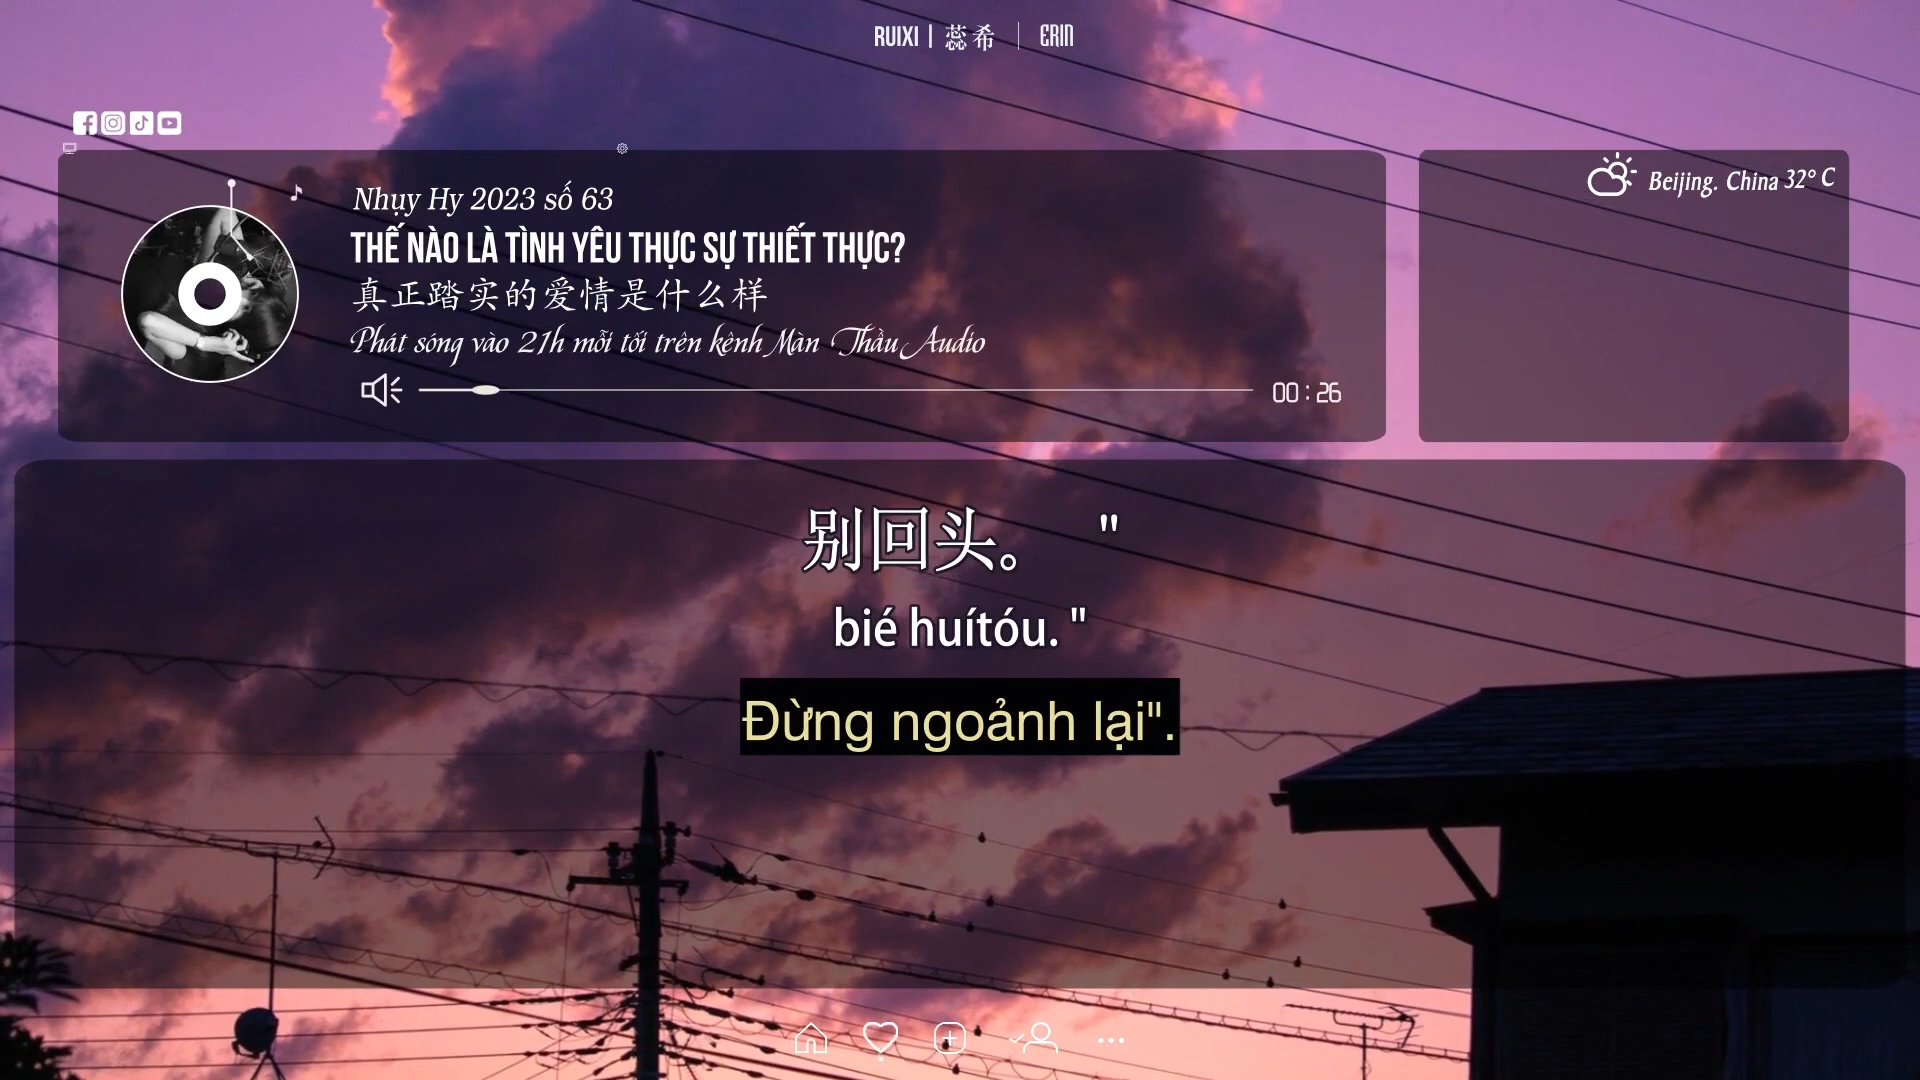 RUIXI | 蕊希 | ERIN
Beijing. China 32° C
Nhụy Hy 2023 số 63
THẾ NÀO LÀ TÌNH YÊU THỰC SỰ THIẾT THỰC?
真正踏实的爱情是什么样
Phát sóng vào 21h mỗi tối trên kênh Màn Thầu Audio
00 : 26
别回头。 "
bié huítóu. "
Đừng ngoảnh lại".